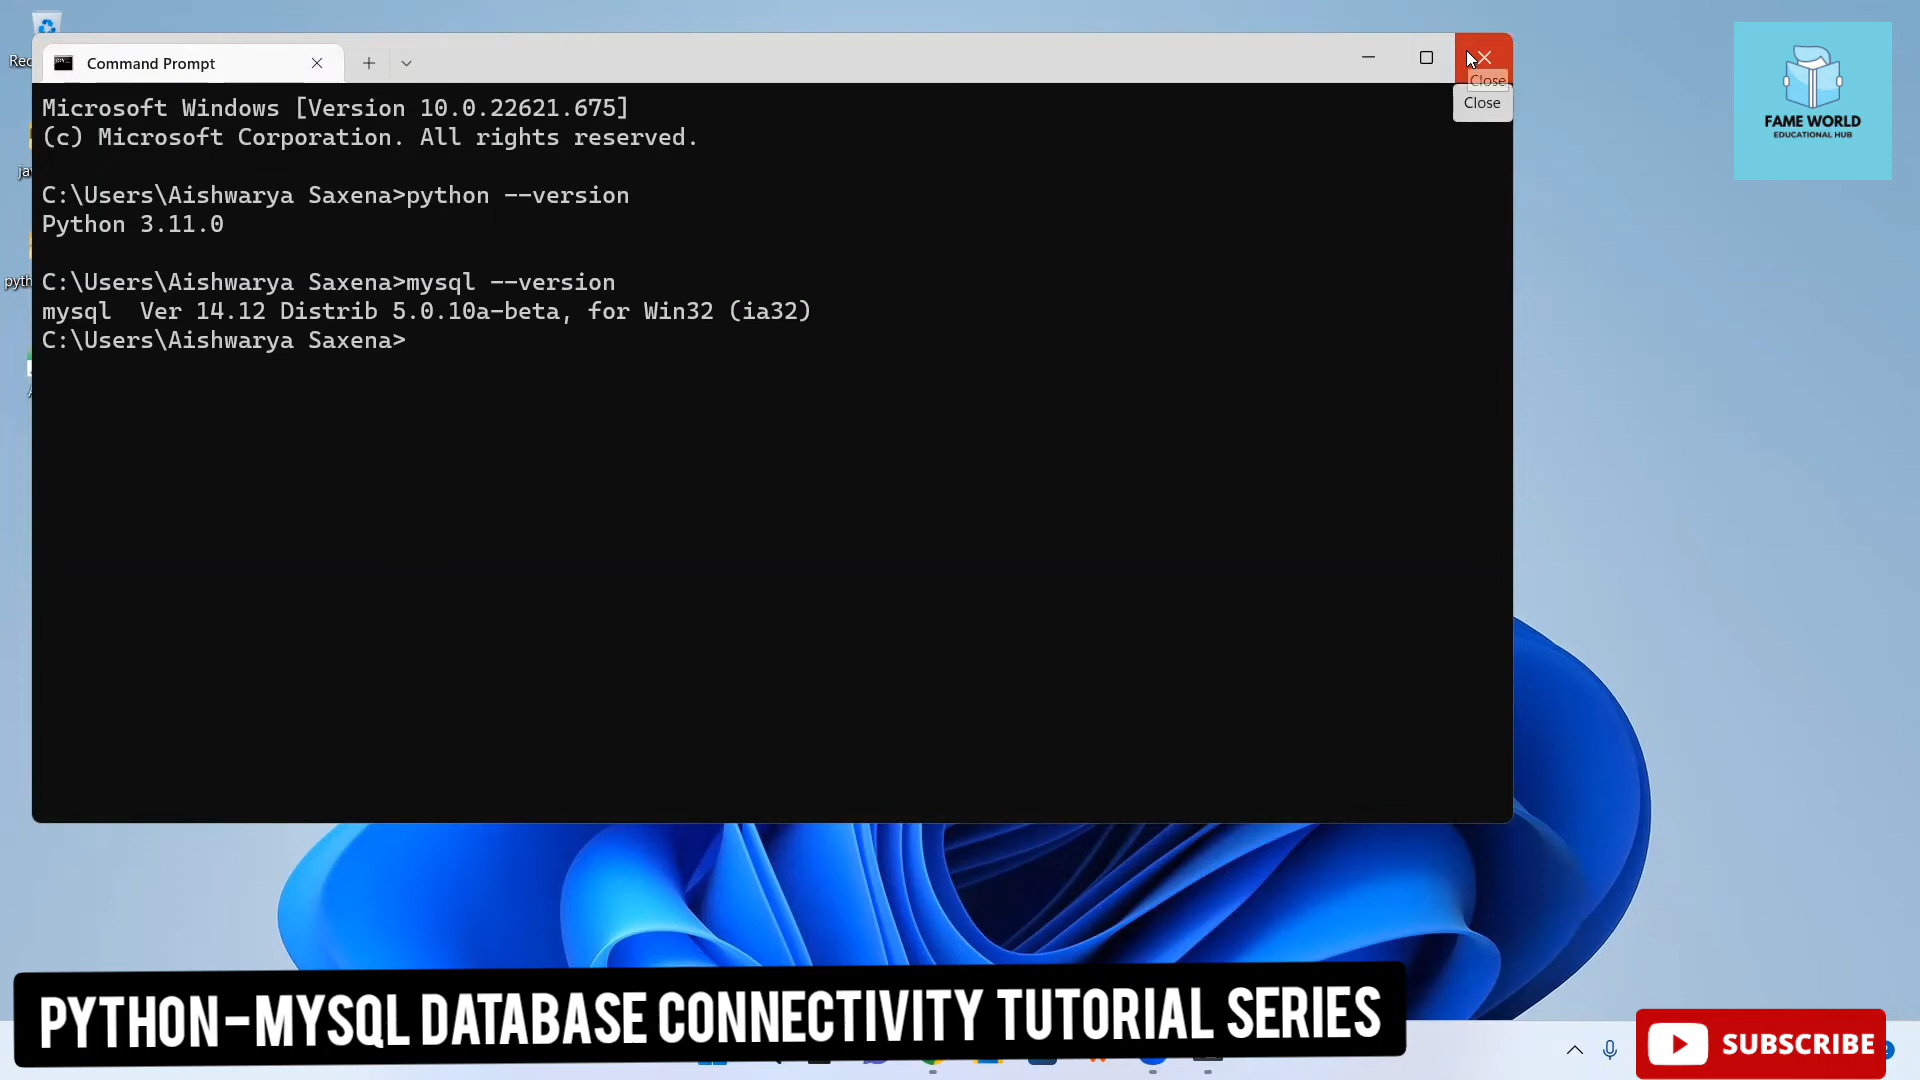 Command Prompt
Close
Close
Microsoft Windows [Version 10.0.22621.675]
(c) Microsoft Corporation. All rights reserved.
C:\Users\Aishwarya Saxena>python --version
Python 3.11.0
C:\Users\Aishwarya Saxena>mysql --version
mysql  Ver 14.12 Distrib 5.0.10a-beta, for Win32 (ia32)
C:\Users\Aishwarya Saxena>
FAME WORLD
EDUCATIONAL HUB
PYTHON-MYSQL DATABASE CONNECTIVITY TUTORIAL SERIES
SUBSCRIBE